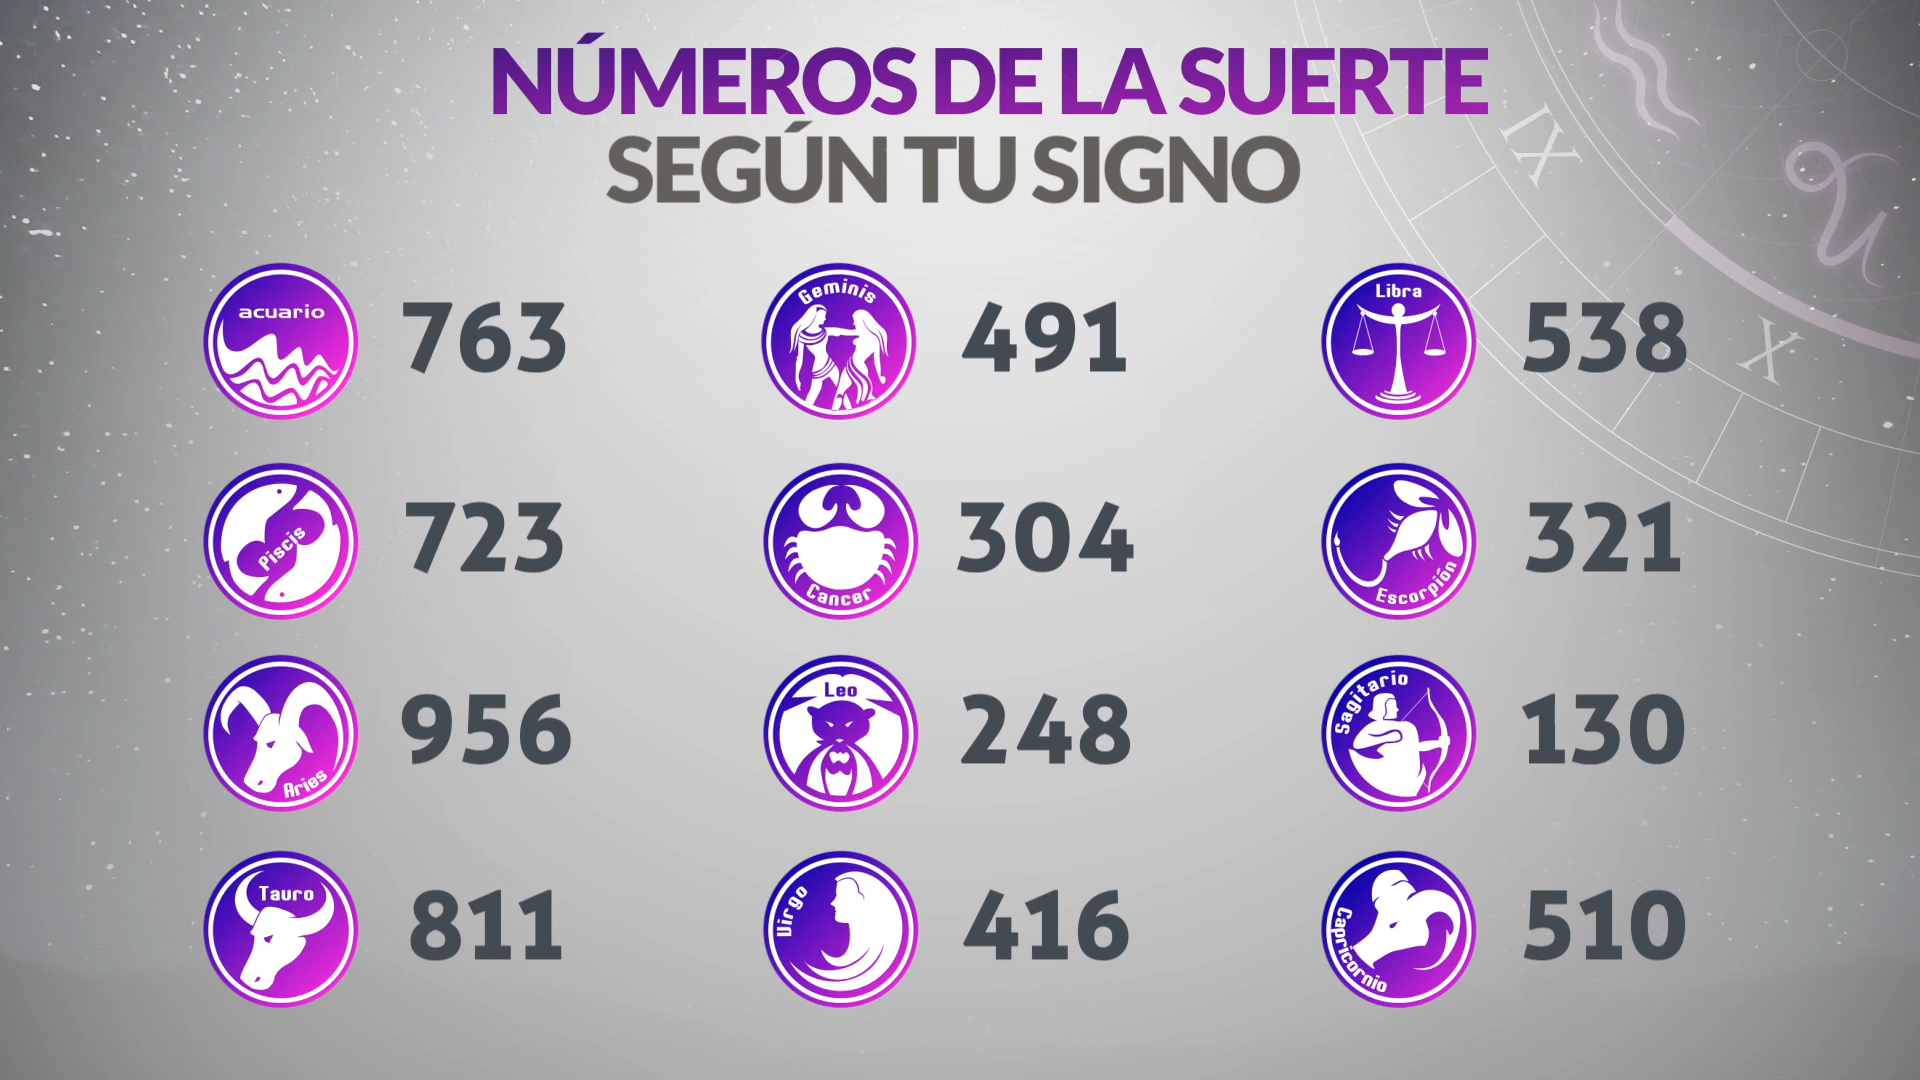 NÚMEROS DE LA SUERTE
SEGÚN TU SIGNO
acuario 763
Geminis 491
Libra 538
Piscis 723
Cancer 304
Escorpión 321
Aries 956
Leo 248
Sagitario 130
Tauro 811
Virgo 416
Capricornio 510
IX
X